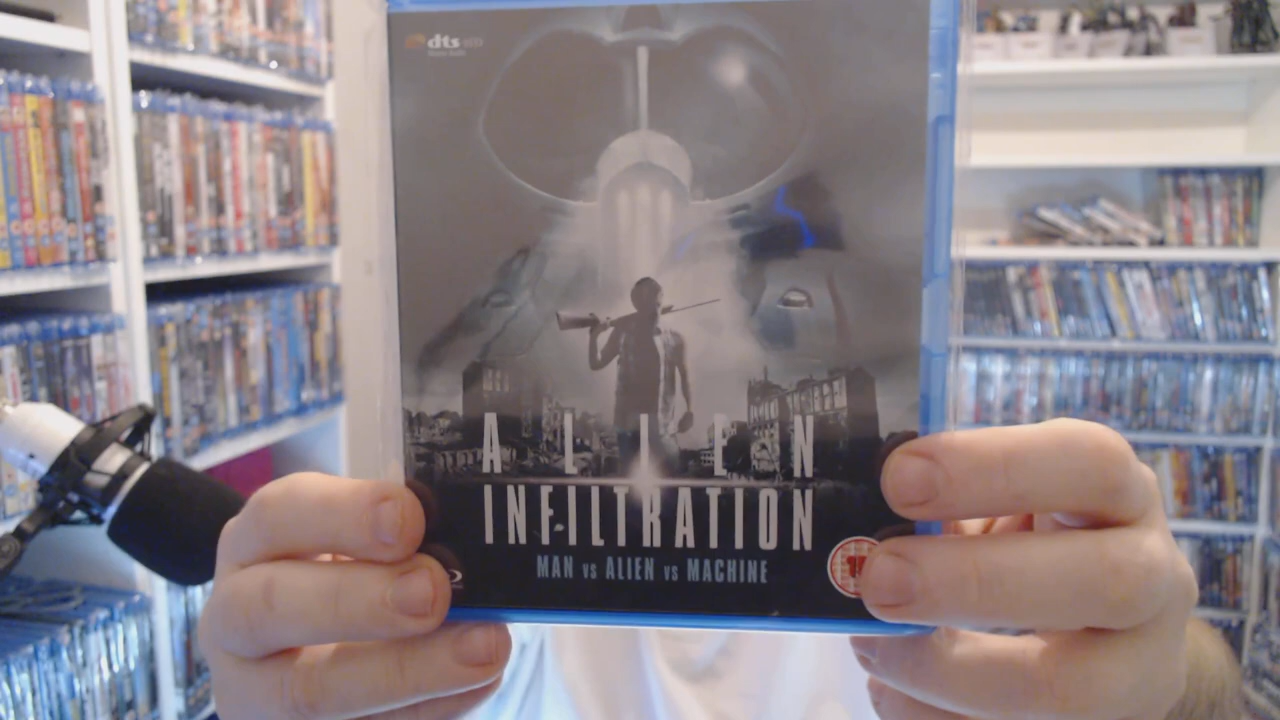 dts
ALIEN
INFILTRATION
MAN vs ALIEN vs MACHINE